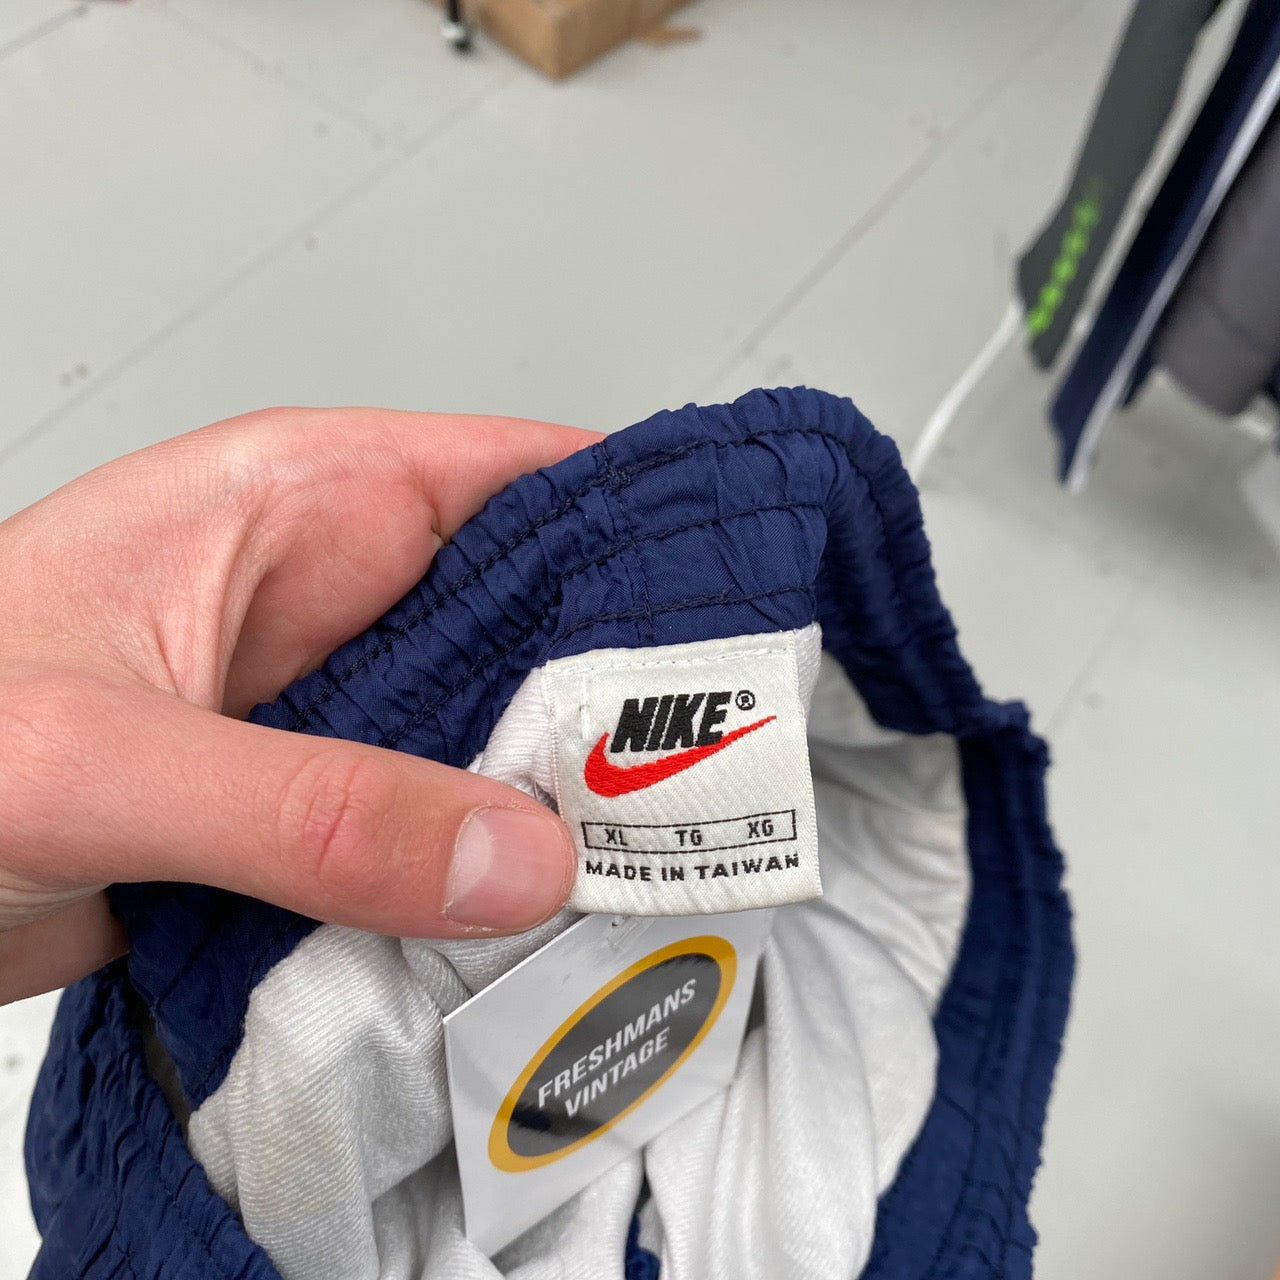 NIKE®
XL TG XG
MADE IN TAIWAN
FRESHMANS
VINTAGE